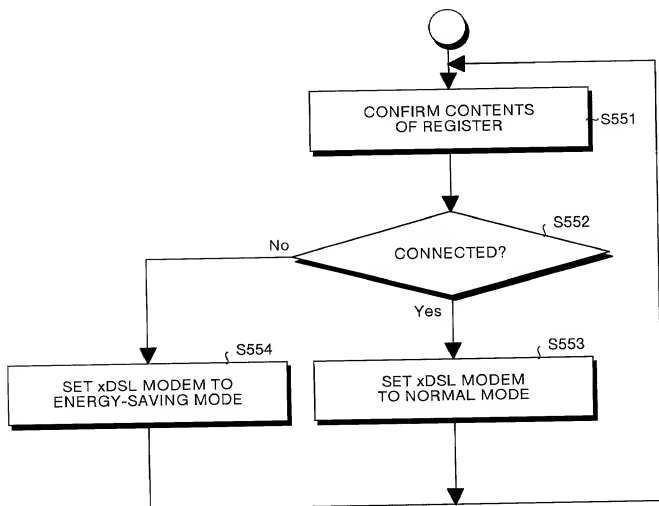 CONFIRM CONTENTS
OF REGISTER
S551
S552
CONNECTED?
No
Yes
S554
SET xDSL MODEM TO
ENERGY-SAVING MODE
S553
SET xDSL MODEM
TO NORMAL MODE